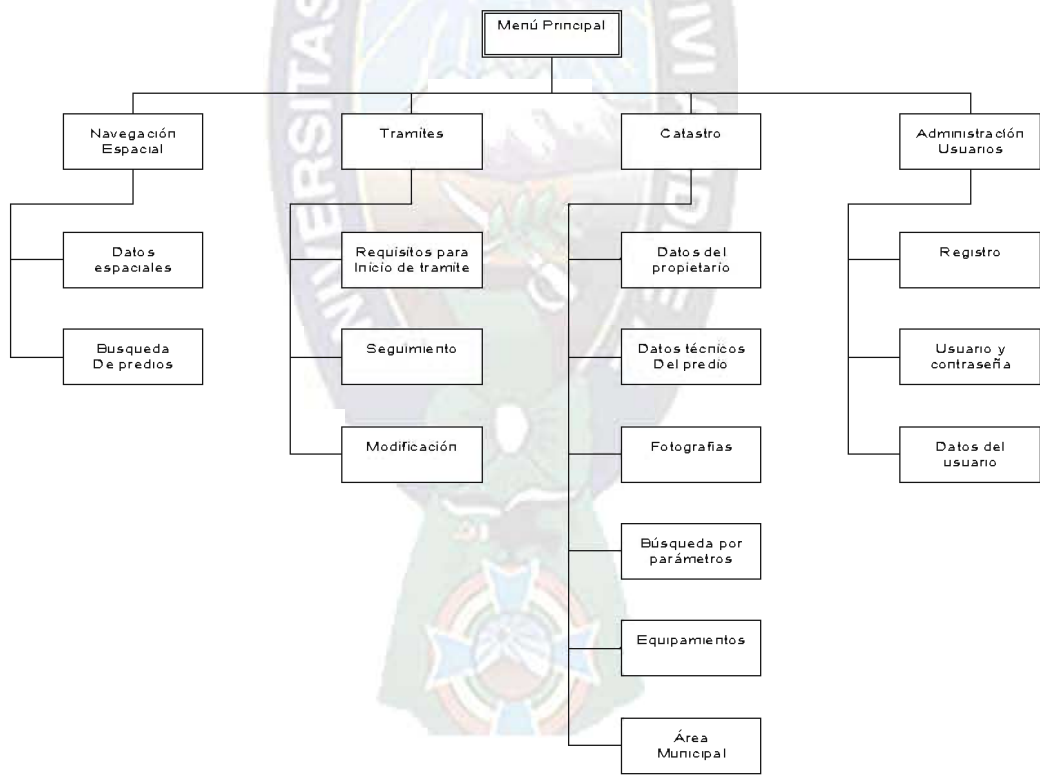 Menú Principal
Navegación
Espacial
Tramítes
Catastro
Administración
Usuarios
Datos
espaciales
Busqueda
De predios
Requisítos para
Inicio de tramite
Seguimiento
Modificación
Datos del
propietario
Datos técnicos
Del predio
Fotografias
Búsqueda por
parámetros
Equipamientos
Área
Municipal
Registro
Usuario y
contraseña
Datos del
usuario